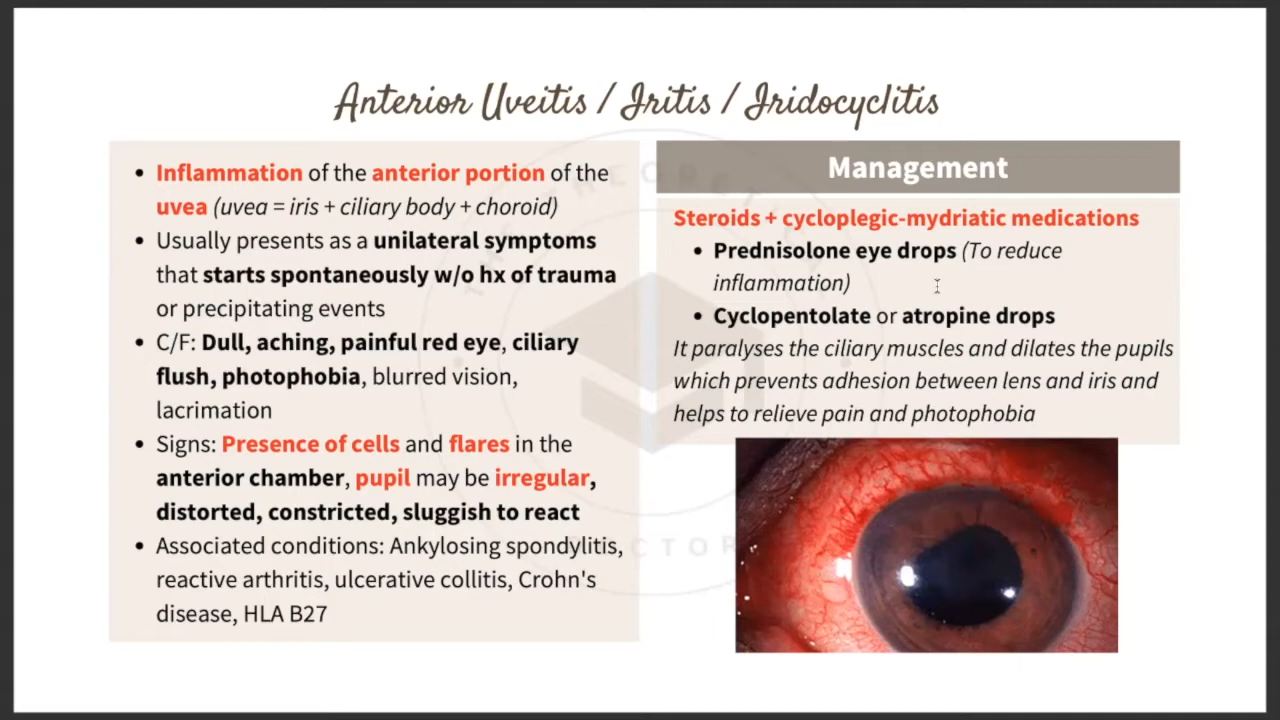 Anterior Uveitis / Iritis / Iridocyclitis
• Inflammation of the anterior portion of the
uvea (uvea = iris + ciliary body + choroid)
• Usually presents as a unilateral symptoms
that starts spontaneously w/o hx of trauma
or precipitating events
• C/F: Dull, aching, painful red eye, ciliary
flush, photophobia, blurred vision,
lacrimation
• Signs: Presence of cells and flares in the
anterior chamber, pupil may be irregular,
distorted, constricted, sluggish to react
• Associated conditions: Ankylosing spondylitis,
reactive arthritis, ulcerative collitis, Crohn's
disease, HLA B27
Management
Steroids + cycloplegic-mydriatic medications
• Prednisolone eye drops (To reduce
inflammation)
• Cyclopentolate or atropine drops
It paralyses the ciliary muscles and dilates the pupils
which prevents adhesion between lens and iris and
helps to relieve pain and photophobia